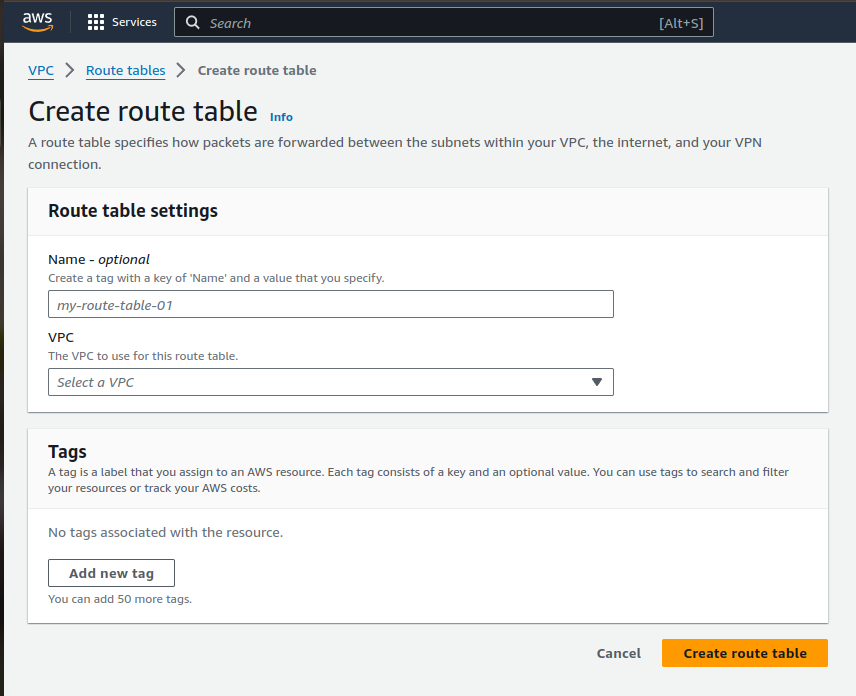 aws
Services
Search
[Alt+S]
VPC
Route tables
Create route table
Create route table
Info
A route table specifies how packets are forwarded between the subnets within your VPC, the internet, and your VPN
connection.
Route table settings
Name - optional
Create a tag with a key of 'Name' and a value that you specify.
my-route-table-01
VPC
The VPC to use for this route table.
Select a VPC
Tags
A tag is a label that you assign to an AWS resource. Each tag consists of a key and an optional value. You can use tags to search and filter
your resources or track your AWS costs.
No tags associated with the resource.
Add new tag
You can add 50 more tags.
Cancel
Create route table